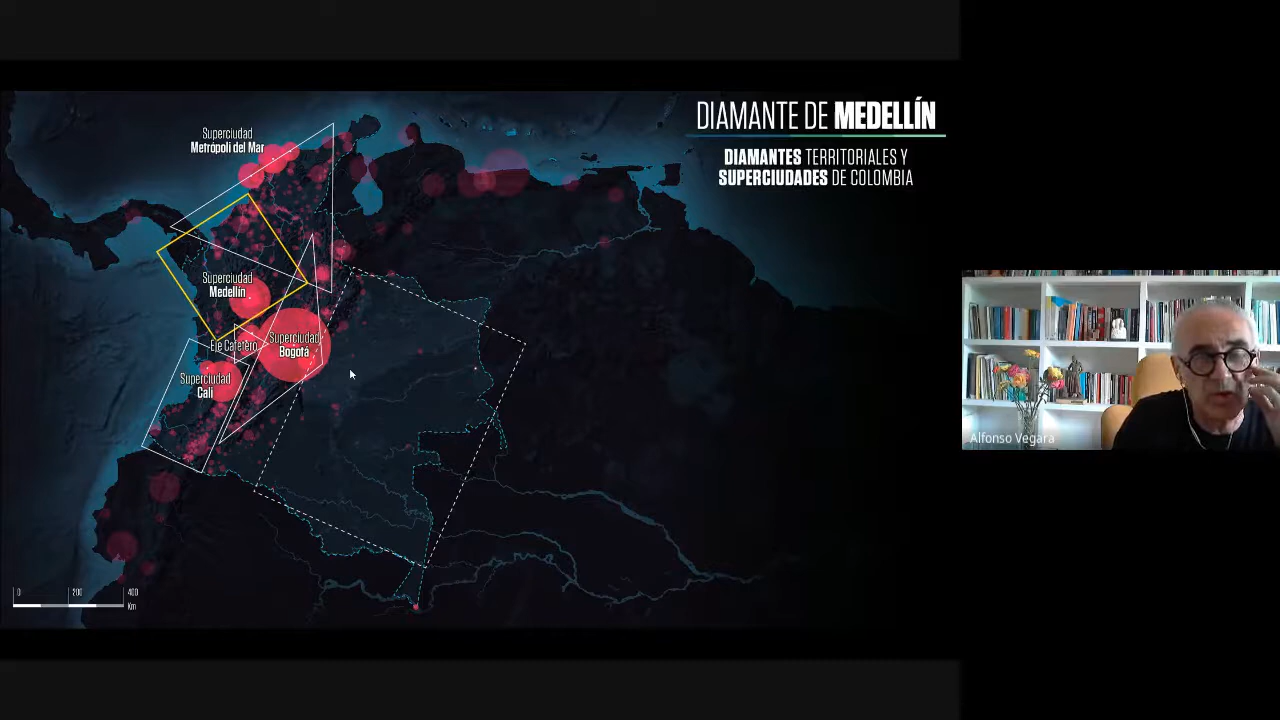 DIAMANTE DE MEDELLÍN
DIAMANTES TERRITORIALES Y
SUPERCIUDADES DE COLOMBIA
Superciudad
Metrópoli del Mar
Superciudad
Medellín
Eje Cafetero
Superciudad
Bogotá
Superciudad
Cali
0 200 400
Km
Alfonso Vegara